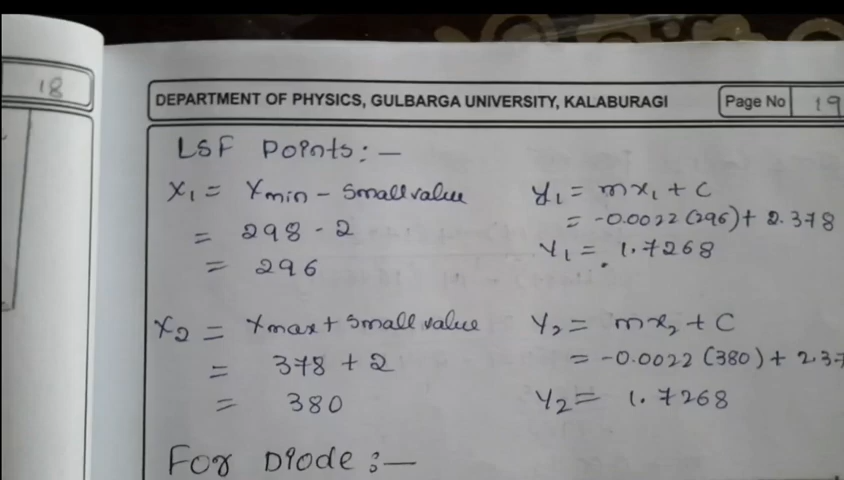 18
DEPARTMENT OF PHYSICS, GULBARGA UNIVERSITY, KALABURAGI
Page No 19
LSF Points:-
X1 = Xmin - Small value
= 298 - 2
= 296
y1 = mx1 + C
= -0.0022 (296) + 2.378
Y1 = 1.7268
X2 = Xmax + Small value
= 378 + 2
= 380
Y2 = mx2 + C
= -0.0022 (380) + 2.37
Y2 = 1.7268
For Diode :-